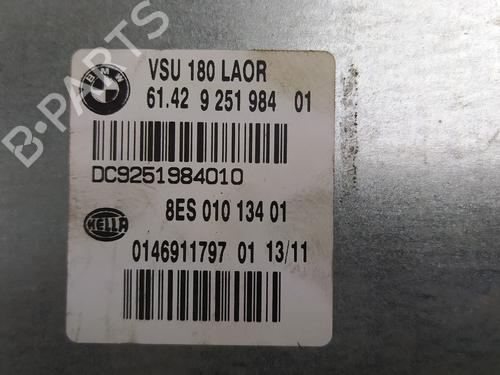 B-PARTS
BMW
VSU 180 LAOR
61.42 9 251 984 01
DC9251984010
8ES 010 134 01
HELLA
0146911797 01 13/11